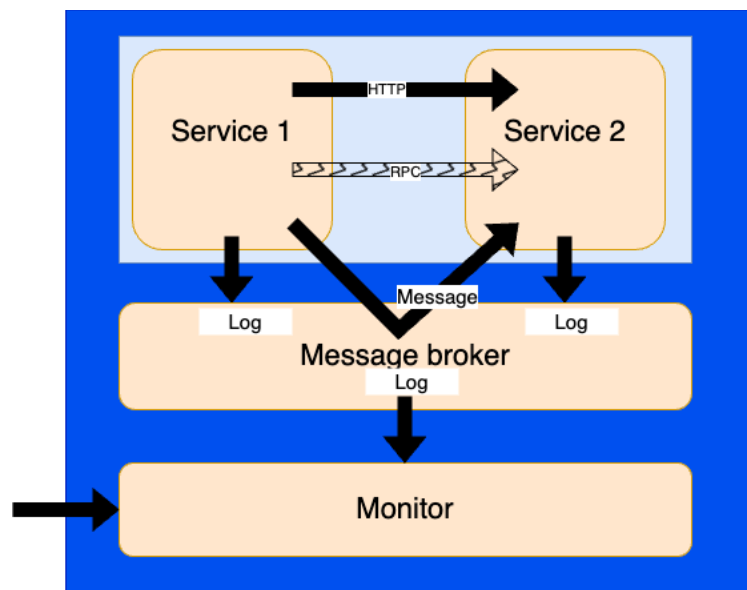 HTTP
Service 1
Service 2
RPC
Message
Log
Log
Message broker
Log
Monitor